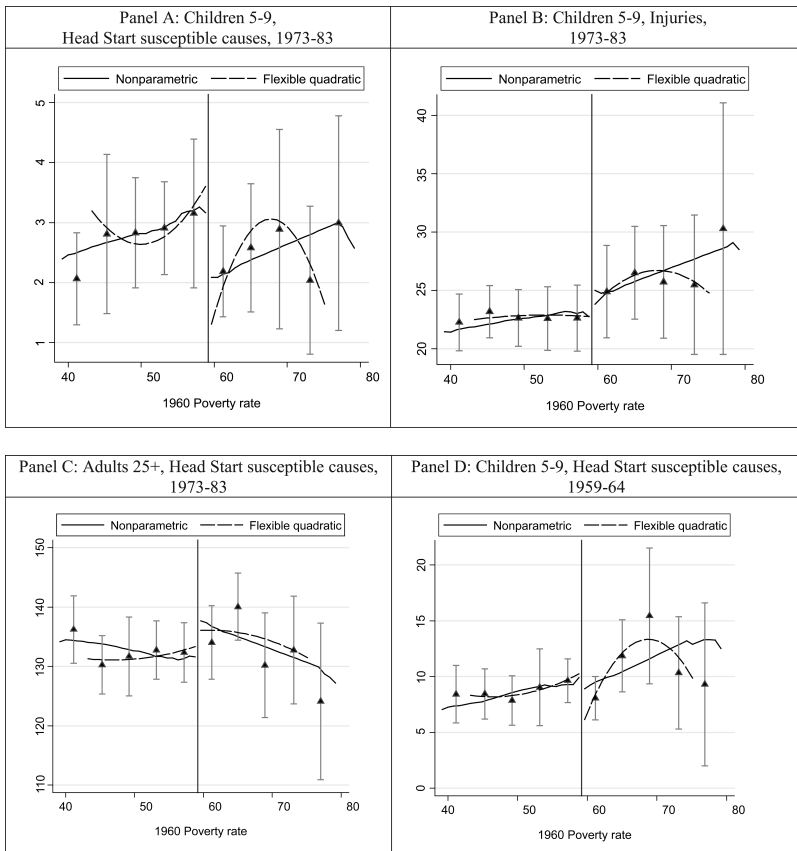 Panel A: Children 5-9,
Head Start susceptible causes, 1973-83
Nonparametric Flexible quadratic
5
4
3
2
1
40 50 60 70 80
1960 Poverty rate
Panel B: Children 5-9, Injuries,
1973-83
Nonparametric Flexible quadratic
40
35
30
25
20
40 50 60 70 80
1960 Poverty rate
Panel C: Adults 25+, Head Start susceptible causes,
1973-83
Nonparametric Flexible quadratic
150
140
130
120
110
40 50 60 70 80
1960 Poverty rate
Panel D: Children 5-9, Head Start susceptible causes,
1959-64
Nonparametric Flexible quadratic
20
15
10
5
0
40 50 60 70 80
1960 Poverty rate